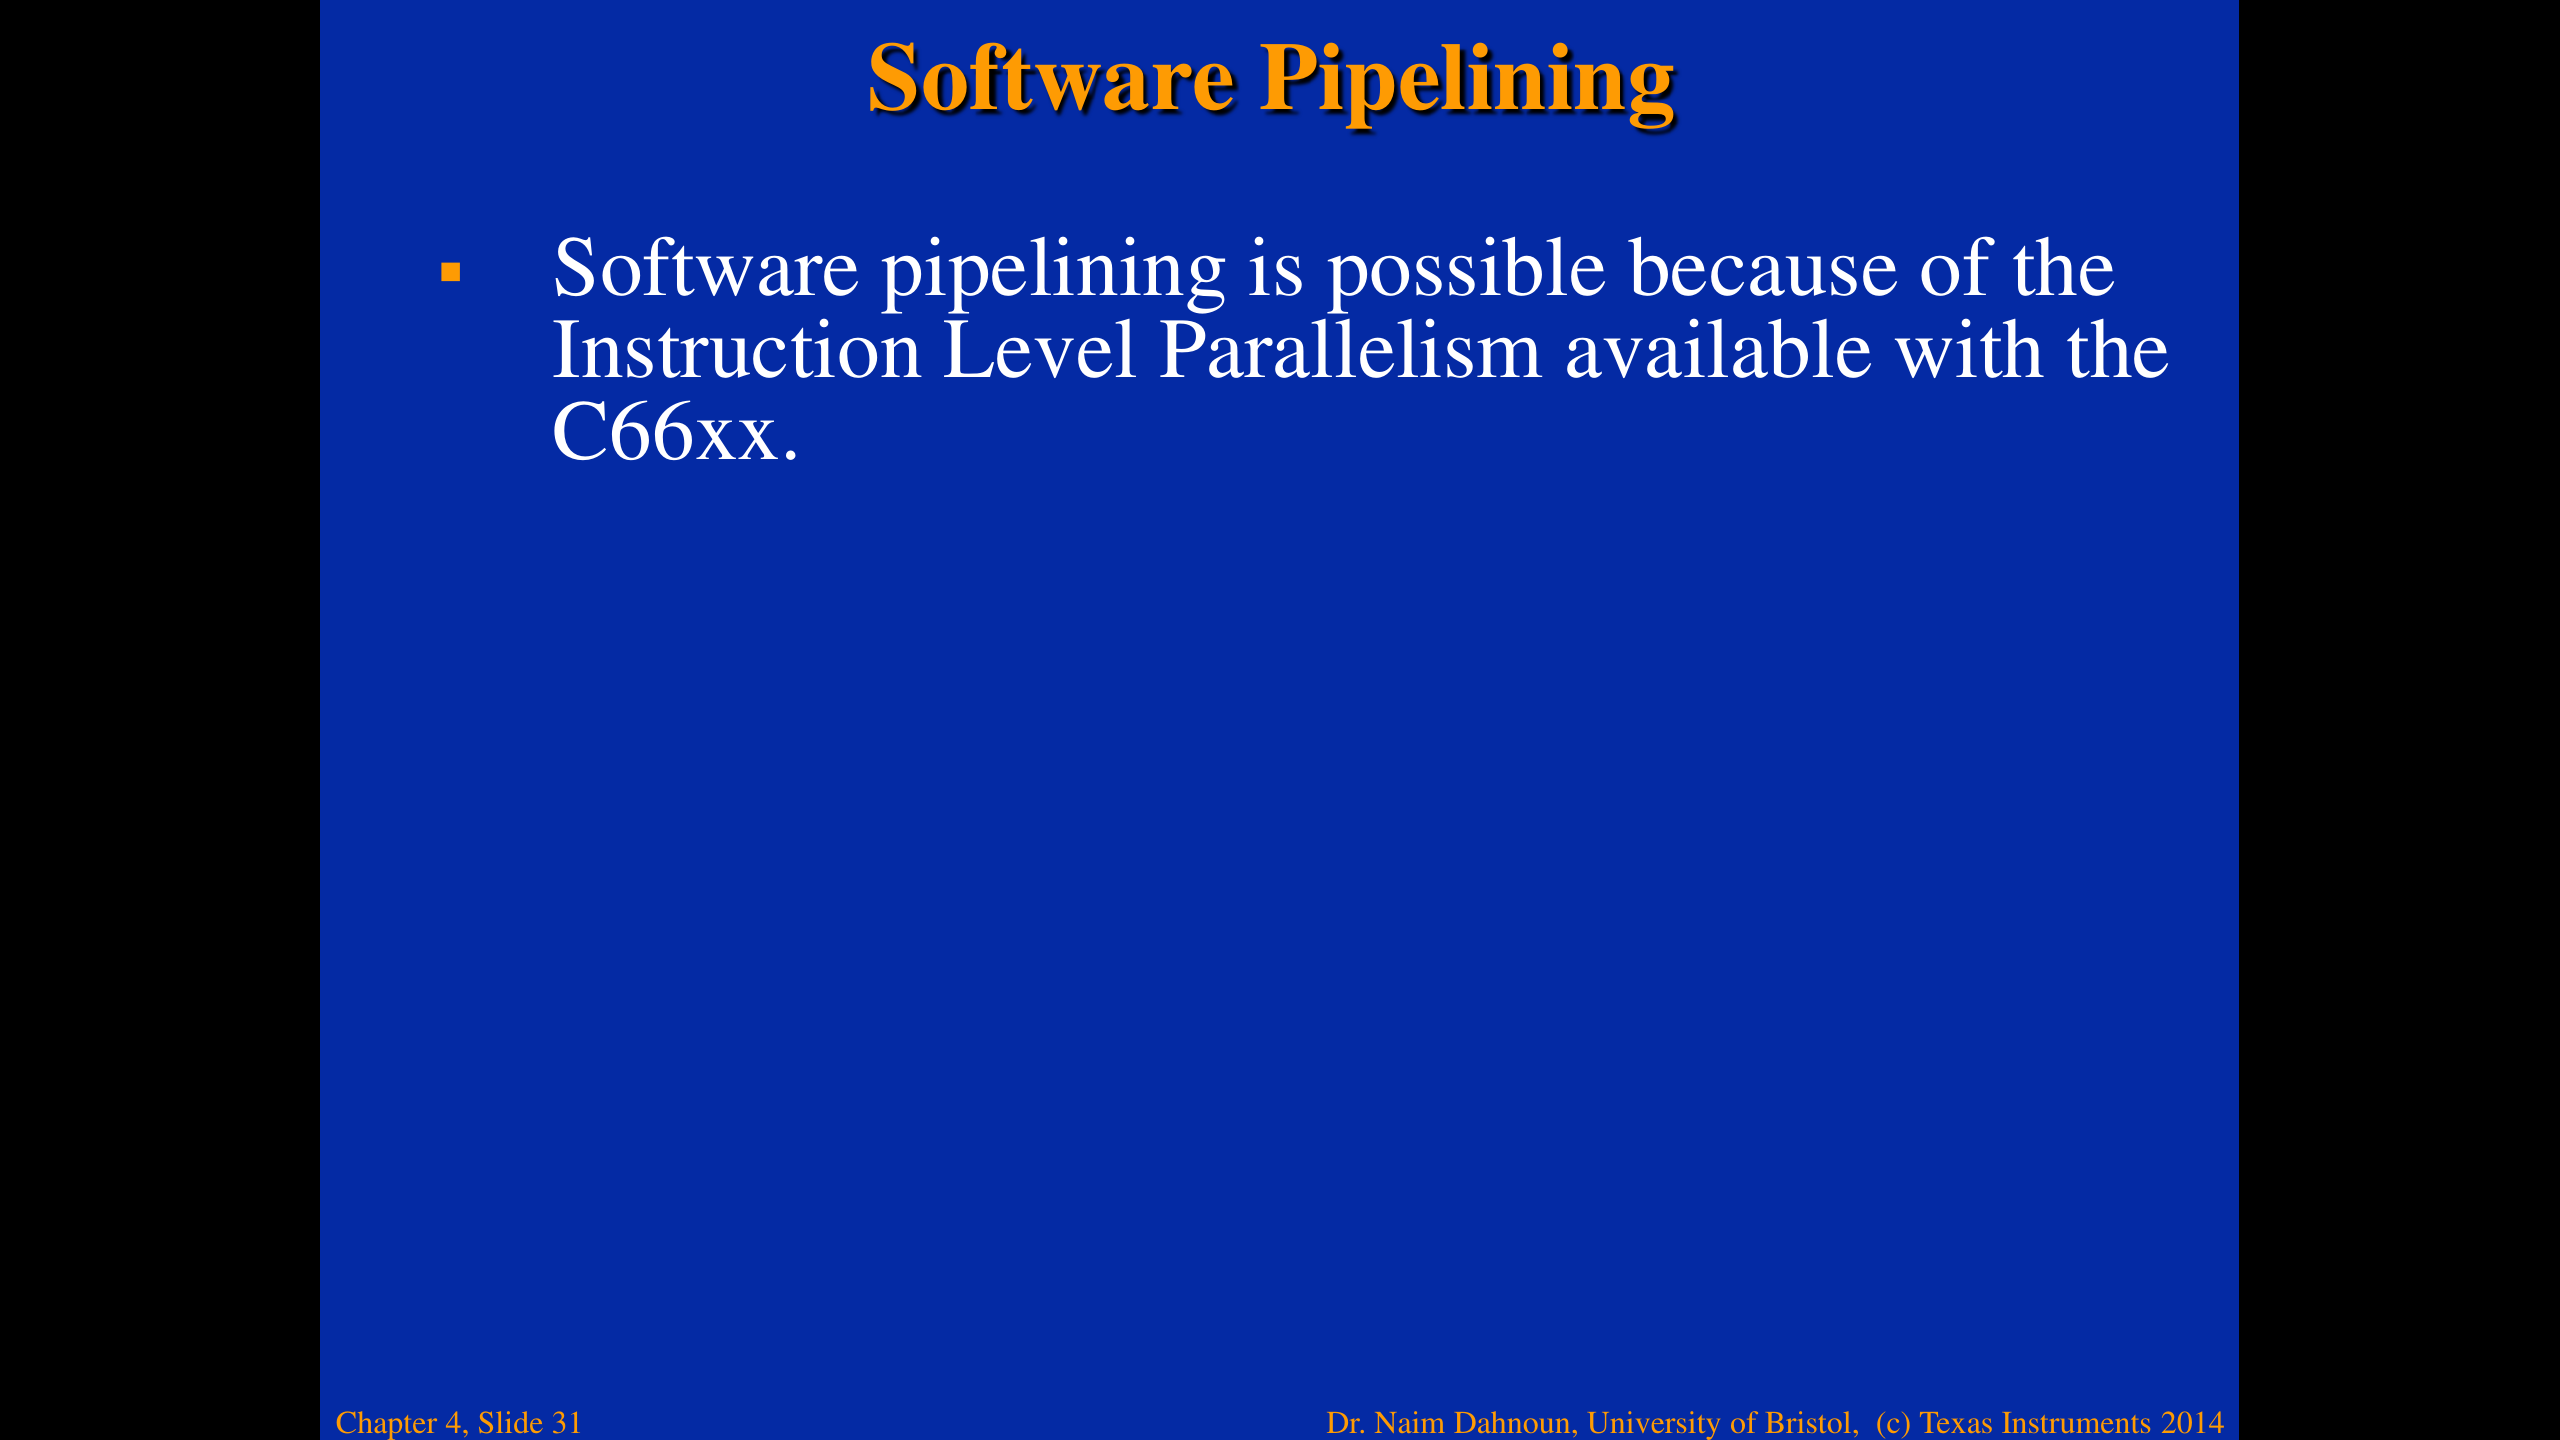 Software Pipelining
▪ Software pipelining is possible because of the
Instruction Level Parallelism available with the
C66xx.
Chapter 4, Slide 31
Dr. Naim Dahnoun, University of Bristol, (c) Texas Instruments 2014